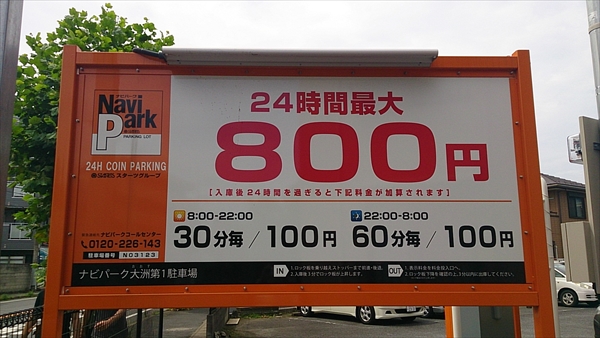 ナビパーク
Navi
Park
PARKING LOT
24H COIN PARKING
スターツグループ
ナビパークコールセンター
0120-226-143
駐車場番号 N03123
ナビパーク大洲第1駐車場
24時間最大
800円
【入庫後24時間を過ぎると下記料金が加算されます】
8:00-22:00
30分毎/100円
22:00-8:00
60分毎/100円
IN
OUT